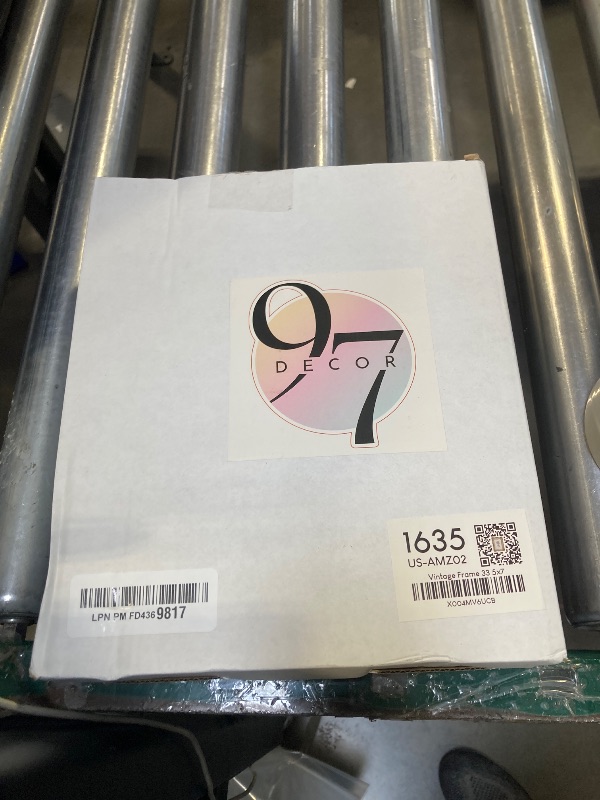 97
DECOR
1635
US-AMZ02
Vintage Frame 33 5x7
X004MV6UCB
LPN PM FD4369817